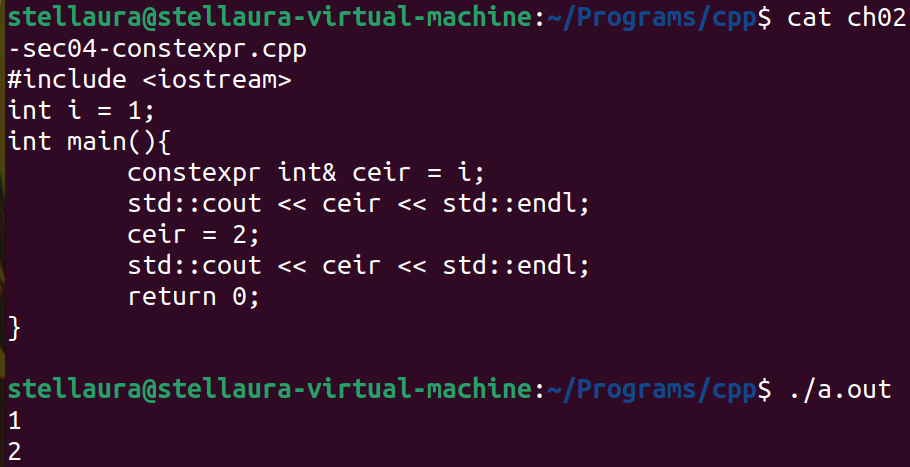 stellaura@stellaura-virtual-machine:~/Programs/cpp$ cat ch02
-sec04-constexpr.cpp
#include <iostream>
int i = 1;
int main(){
        constexpr int& ceir = i;
        std::cout << ceir << std::endl;
        ceir = 2;
        std::cout << ceir << std::endl;
        return 0;
}
stellaura@stellaura-virtual-machine:~/Programs/cpp$ ./a.out
1
2